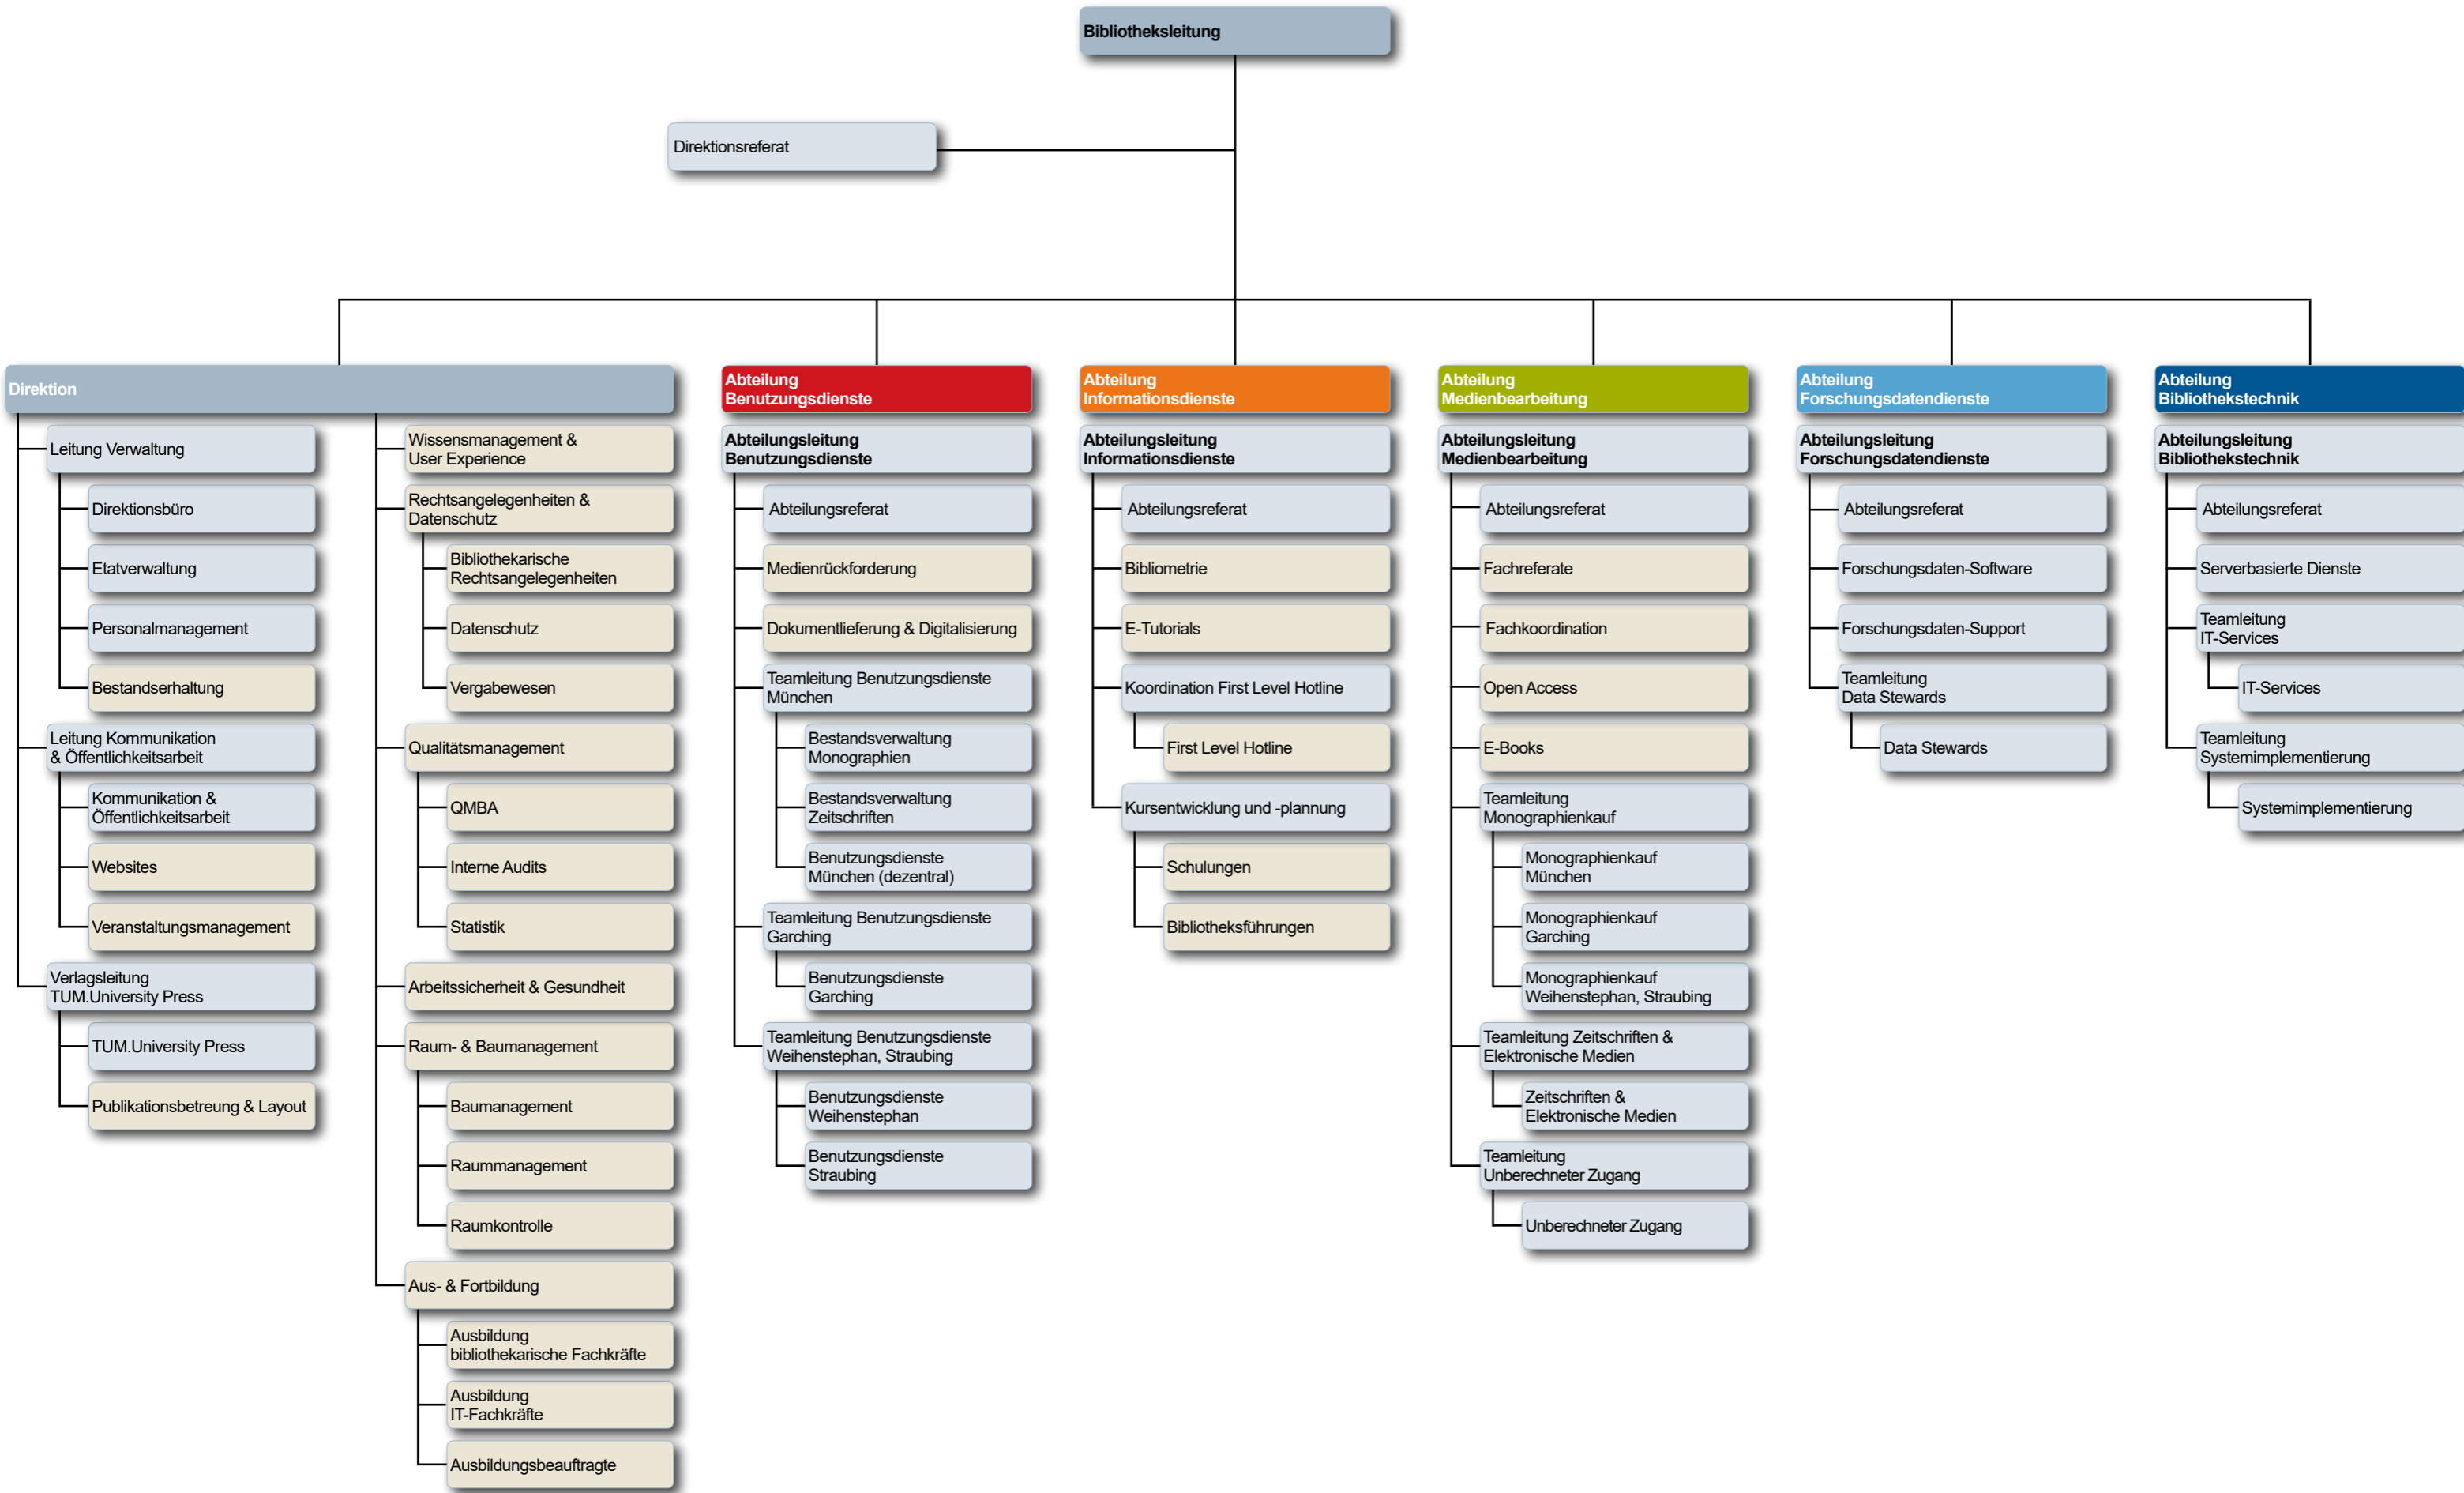 Bibliotheksleitung
Direktionsreferat
Direktion
Leitung Verwaltung
Direktionsbüro
Etatverwaltung
Personalmanagement
Bestandserhaltung
Leitung Kommunikation
& Öffentlichkeitsarbeit
Kommunikation &
Öffentlichkeitsarbeit
Websites
Veranstaltungsmanagement
Verlagsleitung
TUM.University Press
TUM.University Press
Publikationsbetreung & Layout
Wissensmanagement &
User Experience
Rechtsangelegenheiten &
Datenschutz
Bibliothekarische
Rechtsangelegenheiten
Datenschutz
Vergabewesen
Qualitätsmanagement
QMBA
Interne Audits
Statistik
Arbeitssicherheit & Gesundheit
Raum- & Baumanagement
Baumanagement
Raummanagement
Raumkontrolle
Aus- & Fortbildung
Ausbildung
bibliothekarische Fachkräfte
Ausbildung
IT-Fachkräfte
Ausbildungsbeauftragte
Abteilung
Benutzungsdienste
Abteilungsleitung
Benutzungsdienste
Abteilungsreferat
Medienrückforderung
Dokumentlieferung & Digitalisierung
Teamleitung Benutzungsdienste
München
Bestandsverwaltung
Monographien
Bestandsverwaltung
Zeitschriften
Benutzungsdienste
München (dezentral)
Teamleitung Benutzungsdienste
Garching
Benutzungsdienste
Garching
Teamleitung Benutzungsdienste
Weihenstephan, Straubing
Benutzungsdienste
Weihenstephan
Benutzungsdienste
Straubing
Abteilung
Informationsdienste
Abteilungsleitung
Informationsdienste
Abteilungsreferat
Bibliometrie
E-Tutorials
Koordination First Level Hotline
First Level Hotline
Kursentwicklung und -plannung
Schulungen
Bibliotheksführungen
Abteilung
Medienbearbeitung
Abteilungsleitung
Medienbearbeitung
Abteilungsreferat
Fachreferate
Fachkoordination
Open Access
E-Books
Teamleitung
Monographienkauf
Monographienkauf
München
Monographienkauf
Garching
Monographienkauf
Weihenstephan, Straubing
Teamleitung Zeitschriften &
Elektronische Medien
Zeitschriften &
Elektronische Medien
Teamleitung
Unberechneter Zugang
Unberechneter Zugang
Abteilung
Forschungsdatendienste
Abteilungsleitung
Forschungsdatendienste
Abteilungsreferat
Forschungsdaten-Software
Forschungsdaten-Support
Teamleitung
Data Stewards
Data Stewards
Abteilung
Bibliothekstechnik
Abteilungsleitung
Bibliothekstechnik
Abteilungsreferat
Serverbasierte Dienste
Teamleitung
IT-Services
IT-Services
Teamleitung
Systemimplementierung
Systemimplementierung